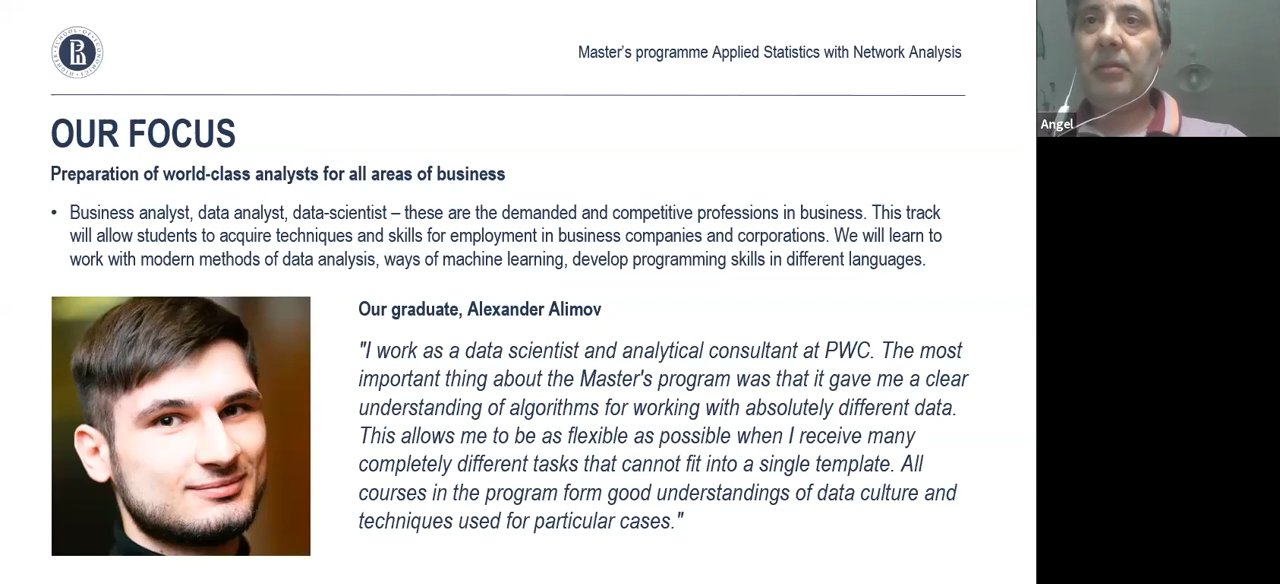 Master's programme Applied Statistics with Network Analysis
OUR FOCUS
Preparation of world-class analysts for all areas of business
• Business analyst, data analyst, data-scientist – these are the demanded and competitive professions in business. This track
will allow students to acquire techniques and skills for employment in business companies and corporations. We will learn to
work with modern methods of data analysis, ways of machine learning, develop programming skills in different languages.
Our graduate, Alexander Alimov
"I work as a data scientist and analytical consultant at PWC. The most
important thing about the Master's program was that it gave me a clear
understanding of algorithms for working with absolutely different data.
This allows me to be as flexible as possible when I receive many
completely different tasks that cannot fit into a single template. All
courses in the program form good understandings of data culture and
techniques used for particular cases."
Angel